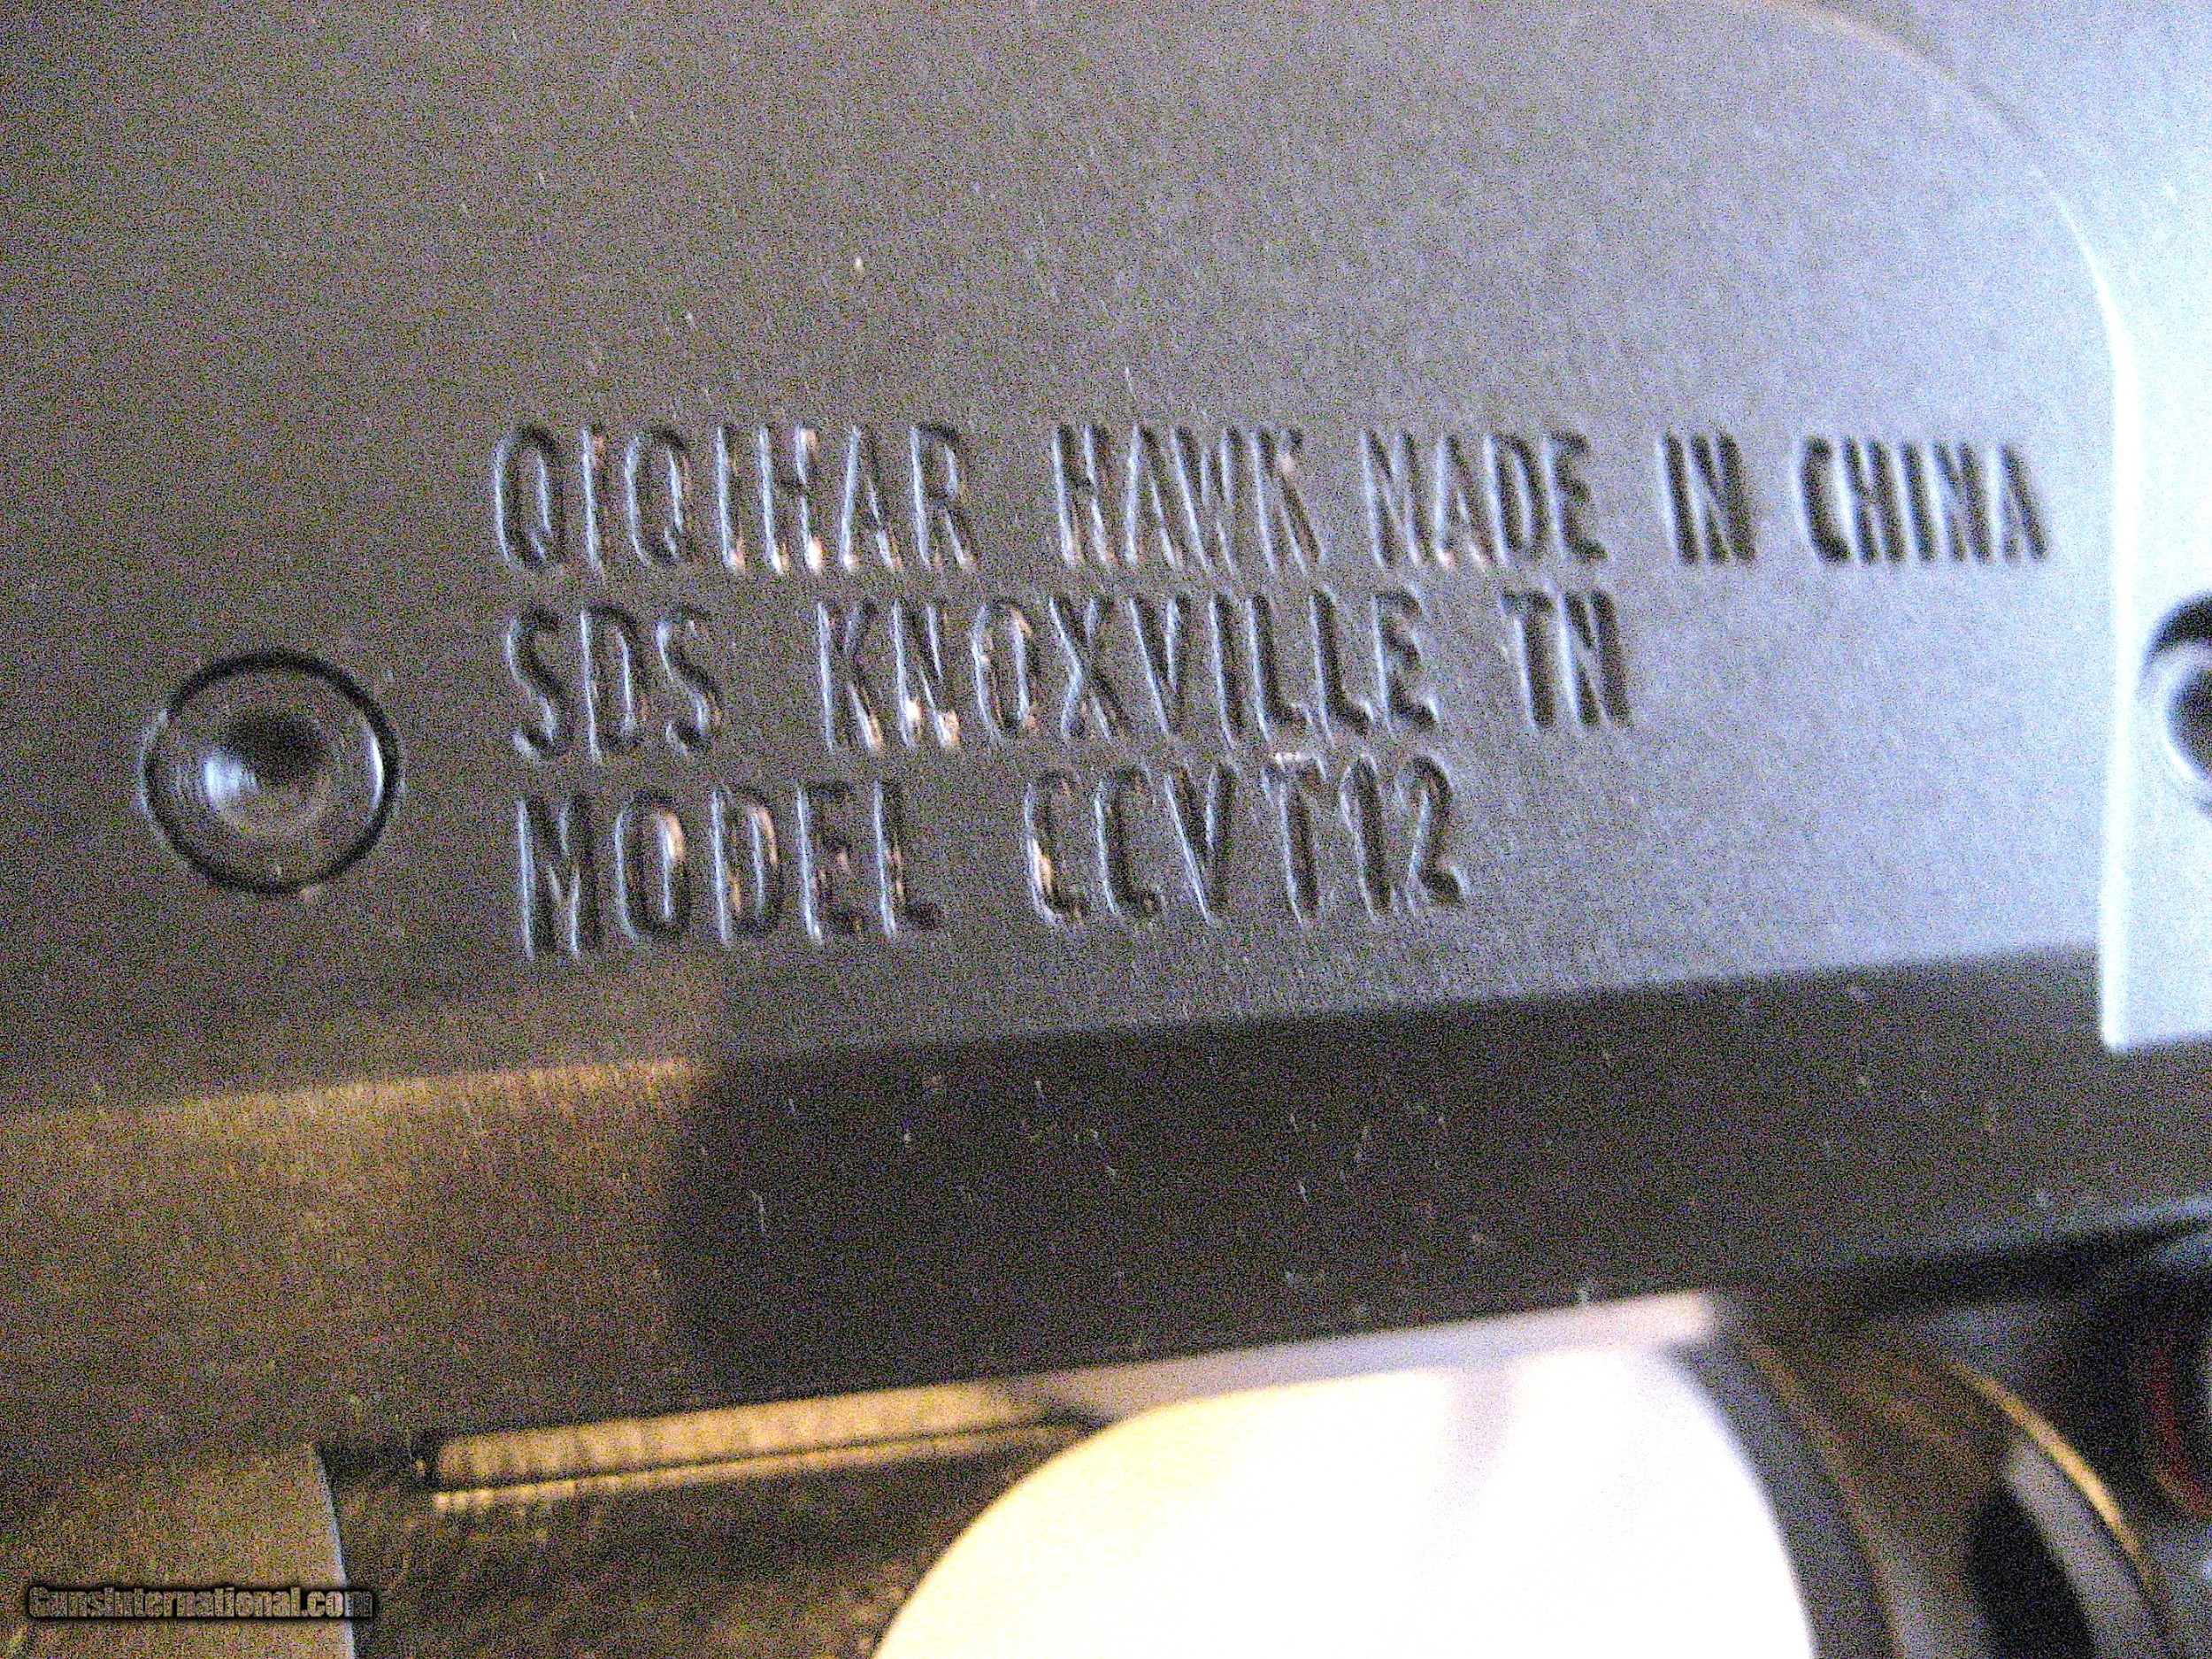 QIQIHAR HAWK MADE IN CHINA
SDS KNOXVILLE TN
MODEL CCVT12
GunsInternational.com